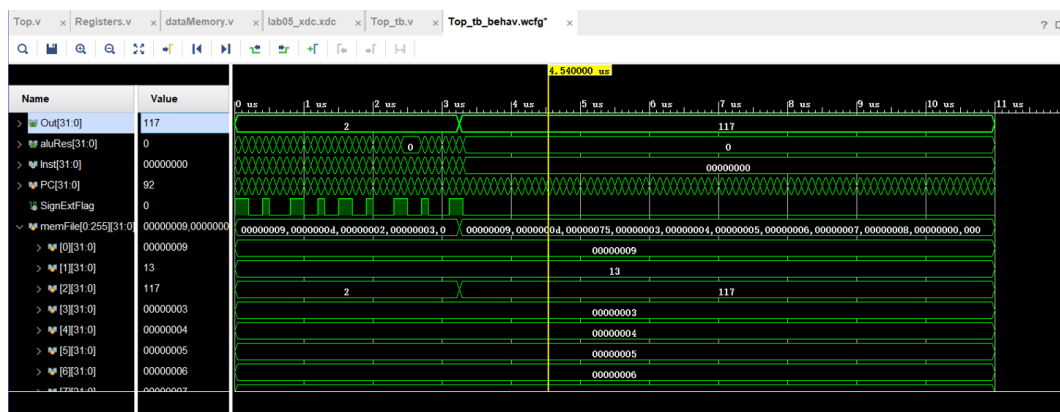 Top.v × Registers.v × dataMemory.v × lab05_xdc.xdc × Top_tb.v × Top_tb_behav.wcfg* × ?
4.540000 us
Name Value 0 us 1 us 2 us 3 us 4 us 5 us 6 us 7 us 8 us 9 us 10 us 11 us
Out[31:0] 117 2 117
aluRes[31:0] 0 0 0
Inst[31:0] 00000000 00000000
PC[31:0] 92
SignExtFlag 0
memFile[0:255][31:0] 00000009,0000000 00000009,0000000d,00000002,00000003,0 00000009,0000000d,00000075,00000003,00000004,00000005,00000006,00000007,00000008,00000000,000
[0][31:0] 00000009 00000009
[1][31:0] 13 13
[2][31:0] 117 2 117
[3][31:0] 00000003 00000003
[4][31:0] 00000004 00000004
[5][31:0] 00000005 00000005
[6][31:0] 00000006 00000006